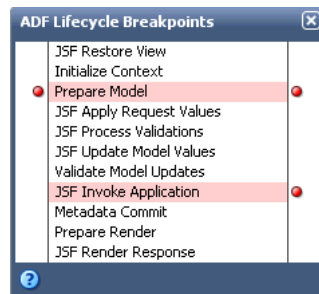 ADF Lifecycle Breakpoints
JSF Restore View
Initialize Context
Prepare Model
JSF Apply Request Values
JSF Process Validations
JSF Update Model Values
Validate Model Updates
JSF Invoke Application
Metadata Commit
Prepare Render
JSF Render Response
?